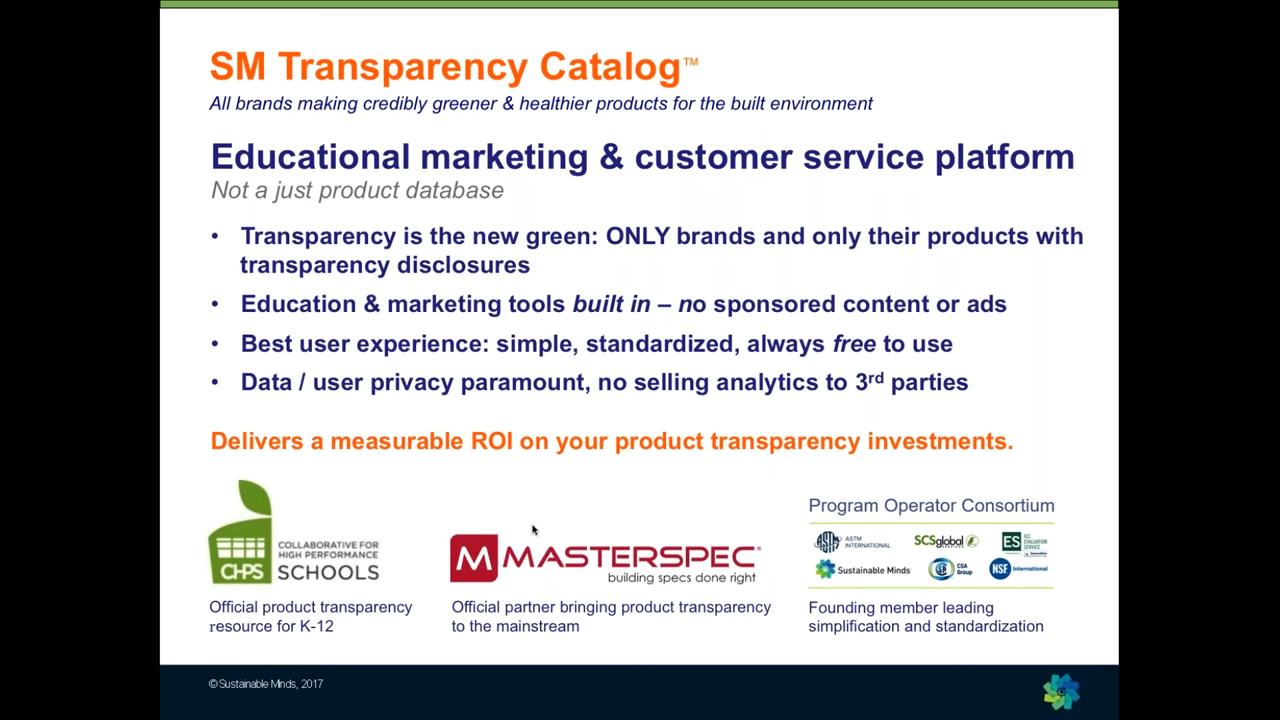 SM Transparency Catalog™
All brands making credibly greener & healthier products for the built environment
Educational marketing & customer service platform
Not a just product database
• Transparency is the new green: ONLY brands and only their products with
transparency disclosures
• Education & marketing tools built in – no sponsored content or ads
• Best user experience: simple, standardized, always free to use
• Data / user privacy paramount, no selling analytics to 3rd parties
Delivers a measurable ROI on your product transparency investments.
CHPS
COLLABORATIVE FOR
HIGH PERFORMANCE
SCHOOLS
Official product transparency
resource for K-12
M MASTERSPEC®
building specs done right
Official partner bringing product transparency
to the mainstream
Program Operator Consortium
ASTM INTERNATIONAL
SCSglobal SERVICES
ES ICC EVALUATION SERVICE
Sustainable Minds
CSA Group
NSF International
Founding member leading
simplification and standardization
© Sustainable Minds, 2017